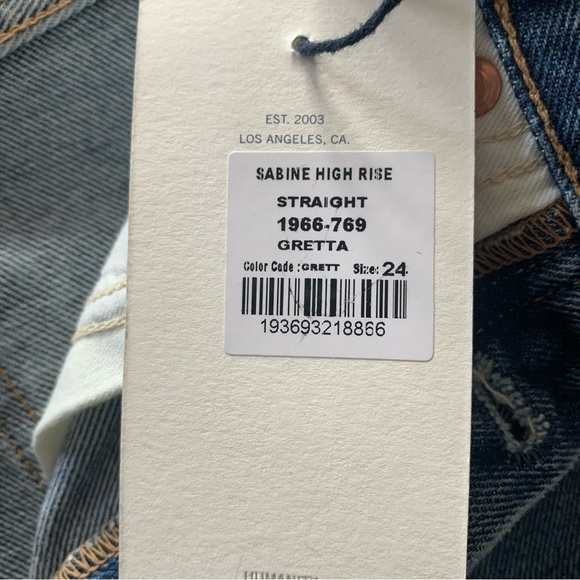 EST. 2003
LOS ANGELES, CA.
SABINE HIGH RISE
STRAIGHT
1966-769
GRETTA
Color Code :GRETT Size: 24
193693218866